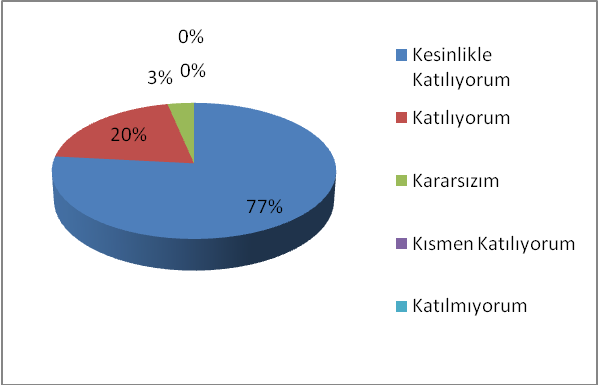 0%
3%
0%
20%
77%
Kesinlikle
Katılıyorum
Katılıyorum
Kararsızım
Kısmen Katılıyorum
Katılmıyorum